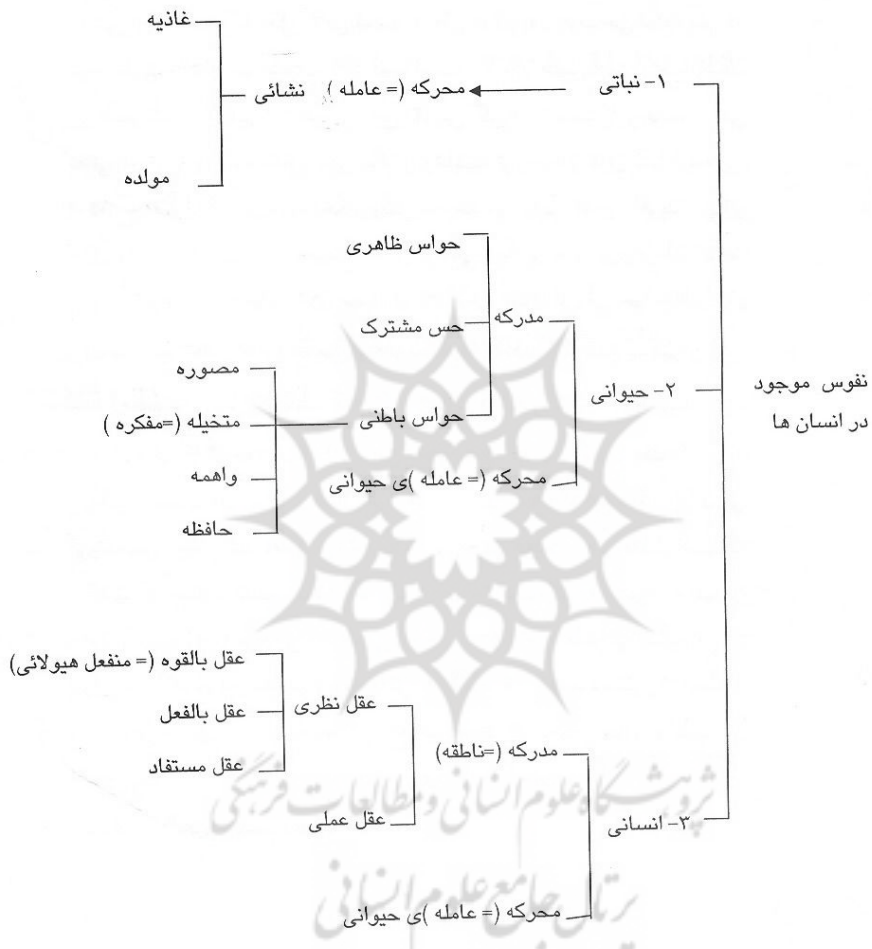 نفوس موجود
در انسان ها
۱- نباتی
محرکه (= عامله ) نشائی
غاذیه
مولده
۲- حیوانی
مدرکه
حواس ظاهری
حس مشترک
حواس باطنی
مصوره
متخیله (=مفکره )
واهمه
حافظه
محرکه (= عامله )ی حیوانی
۳- انسانی
مدرکه (=ناطقه)
عقل نظری
عقل بالقوه (= منفعل هیولائی)
عقل بالفعل
عقل مستفاد
عقل عملی
محرکه (= عامله )ی حیوانی
پژوهشگاه علوم انسانی و مطالعات فرهنگی
پرتال جامع علوم انسانی